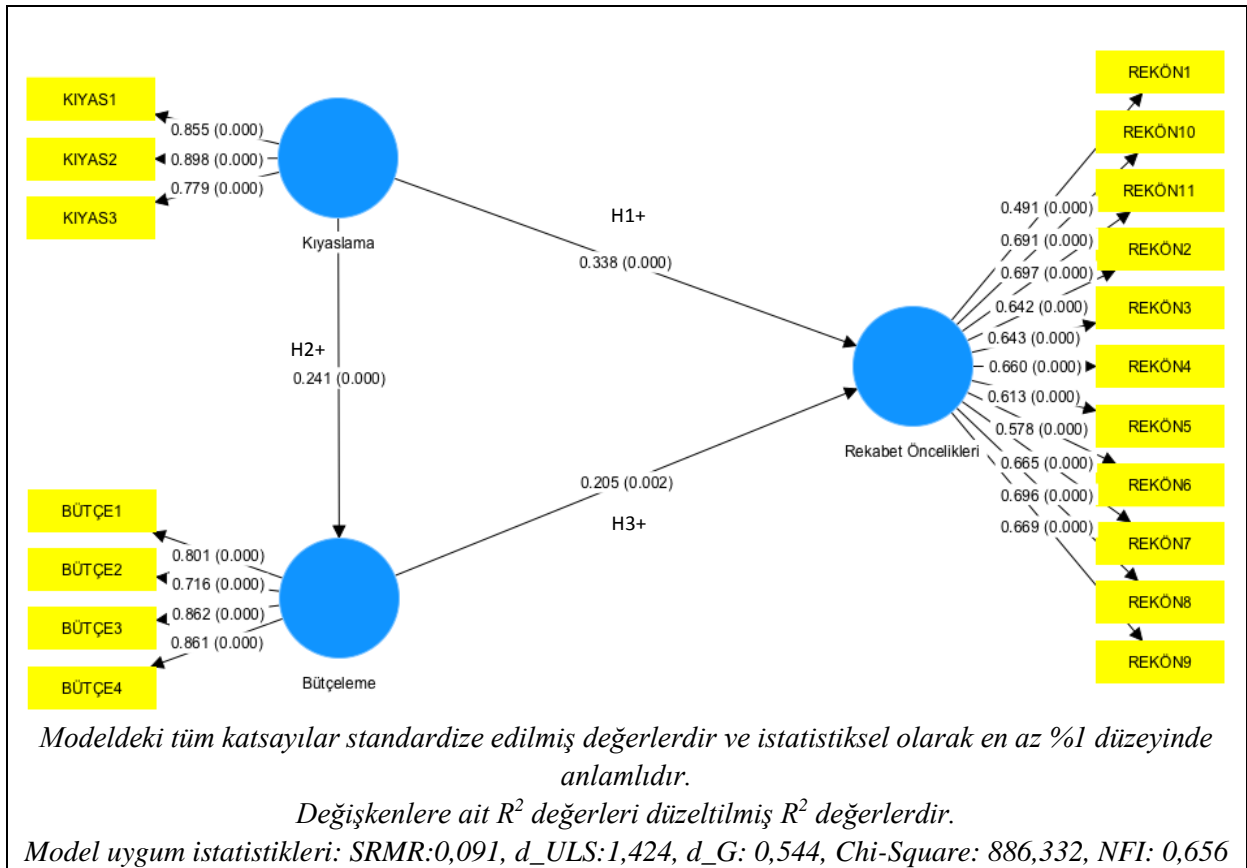 KIYAS1
KIYAS2
KIYAS3
0.855 (0.000)
0.898 (0.000)
0.779 (0.000)
Kıyaslama
H1+
0.338 (0.000)
H2+
0.241 (0.000)
BÜTÇE1
BÜTÇE2
BÜTÇE3
BÜTÇE4
0.801 (0.000)
0.716 (0.000)
0.862 (0.000)
0.861 (0.000)
Bütçeleme
0.205 (0.002)
H3+
Rekabet Öncelikleri
0.491 (0.000)
0.691 (0.000)
0.697 (0.000)
0.642 (0.000)
0.643 (0.000)
0.660 (0.000)
0.613 (0.000)
0.578 (0.000)
0.665 (0.000)
0.696 (0.000)
0.669 (0.000)
REKÖN1
REKÖN10
REKÖN11
REKÖN2
REKÖN3
REKÖN4
REKÖN5
REKÖN6
REKÖN7
REKÖN8
REKÖN9
Modeldeki tüm katsayılar standardize edilmiş değerlerdir ve istatistiksel olarak en az %1 düzeyinde
anlamlıdır.
Değişkenlere ait R² değerleri düzeltilmiş R² değerlerdir.
Model uygum istatistikleri: SRMR:0,091, d_ULS:1,424, d_G: 0,544, Chi-Square: 886,332, NFI: 0,656